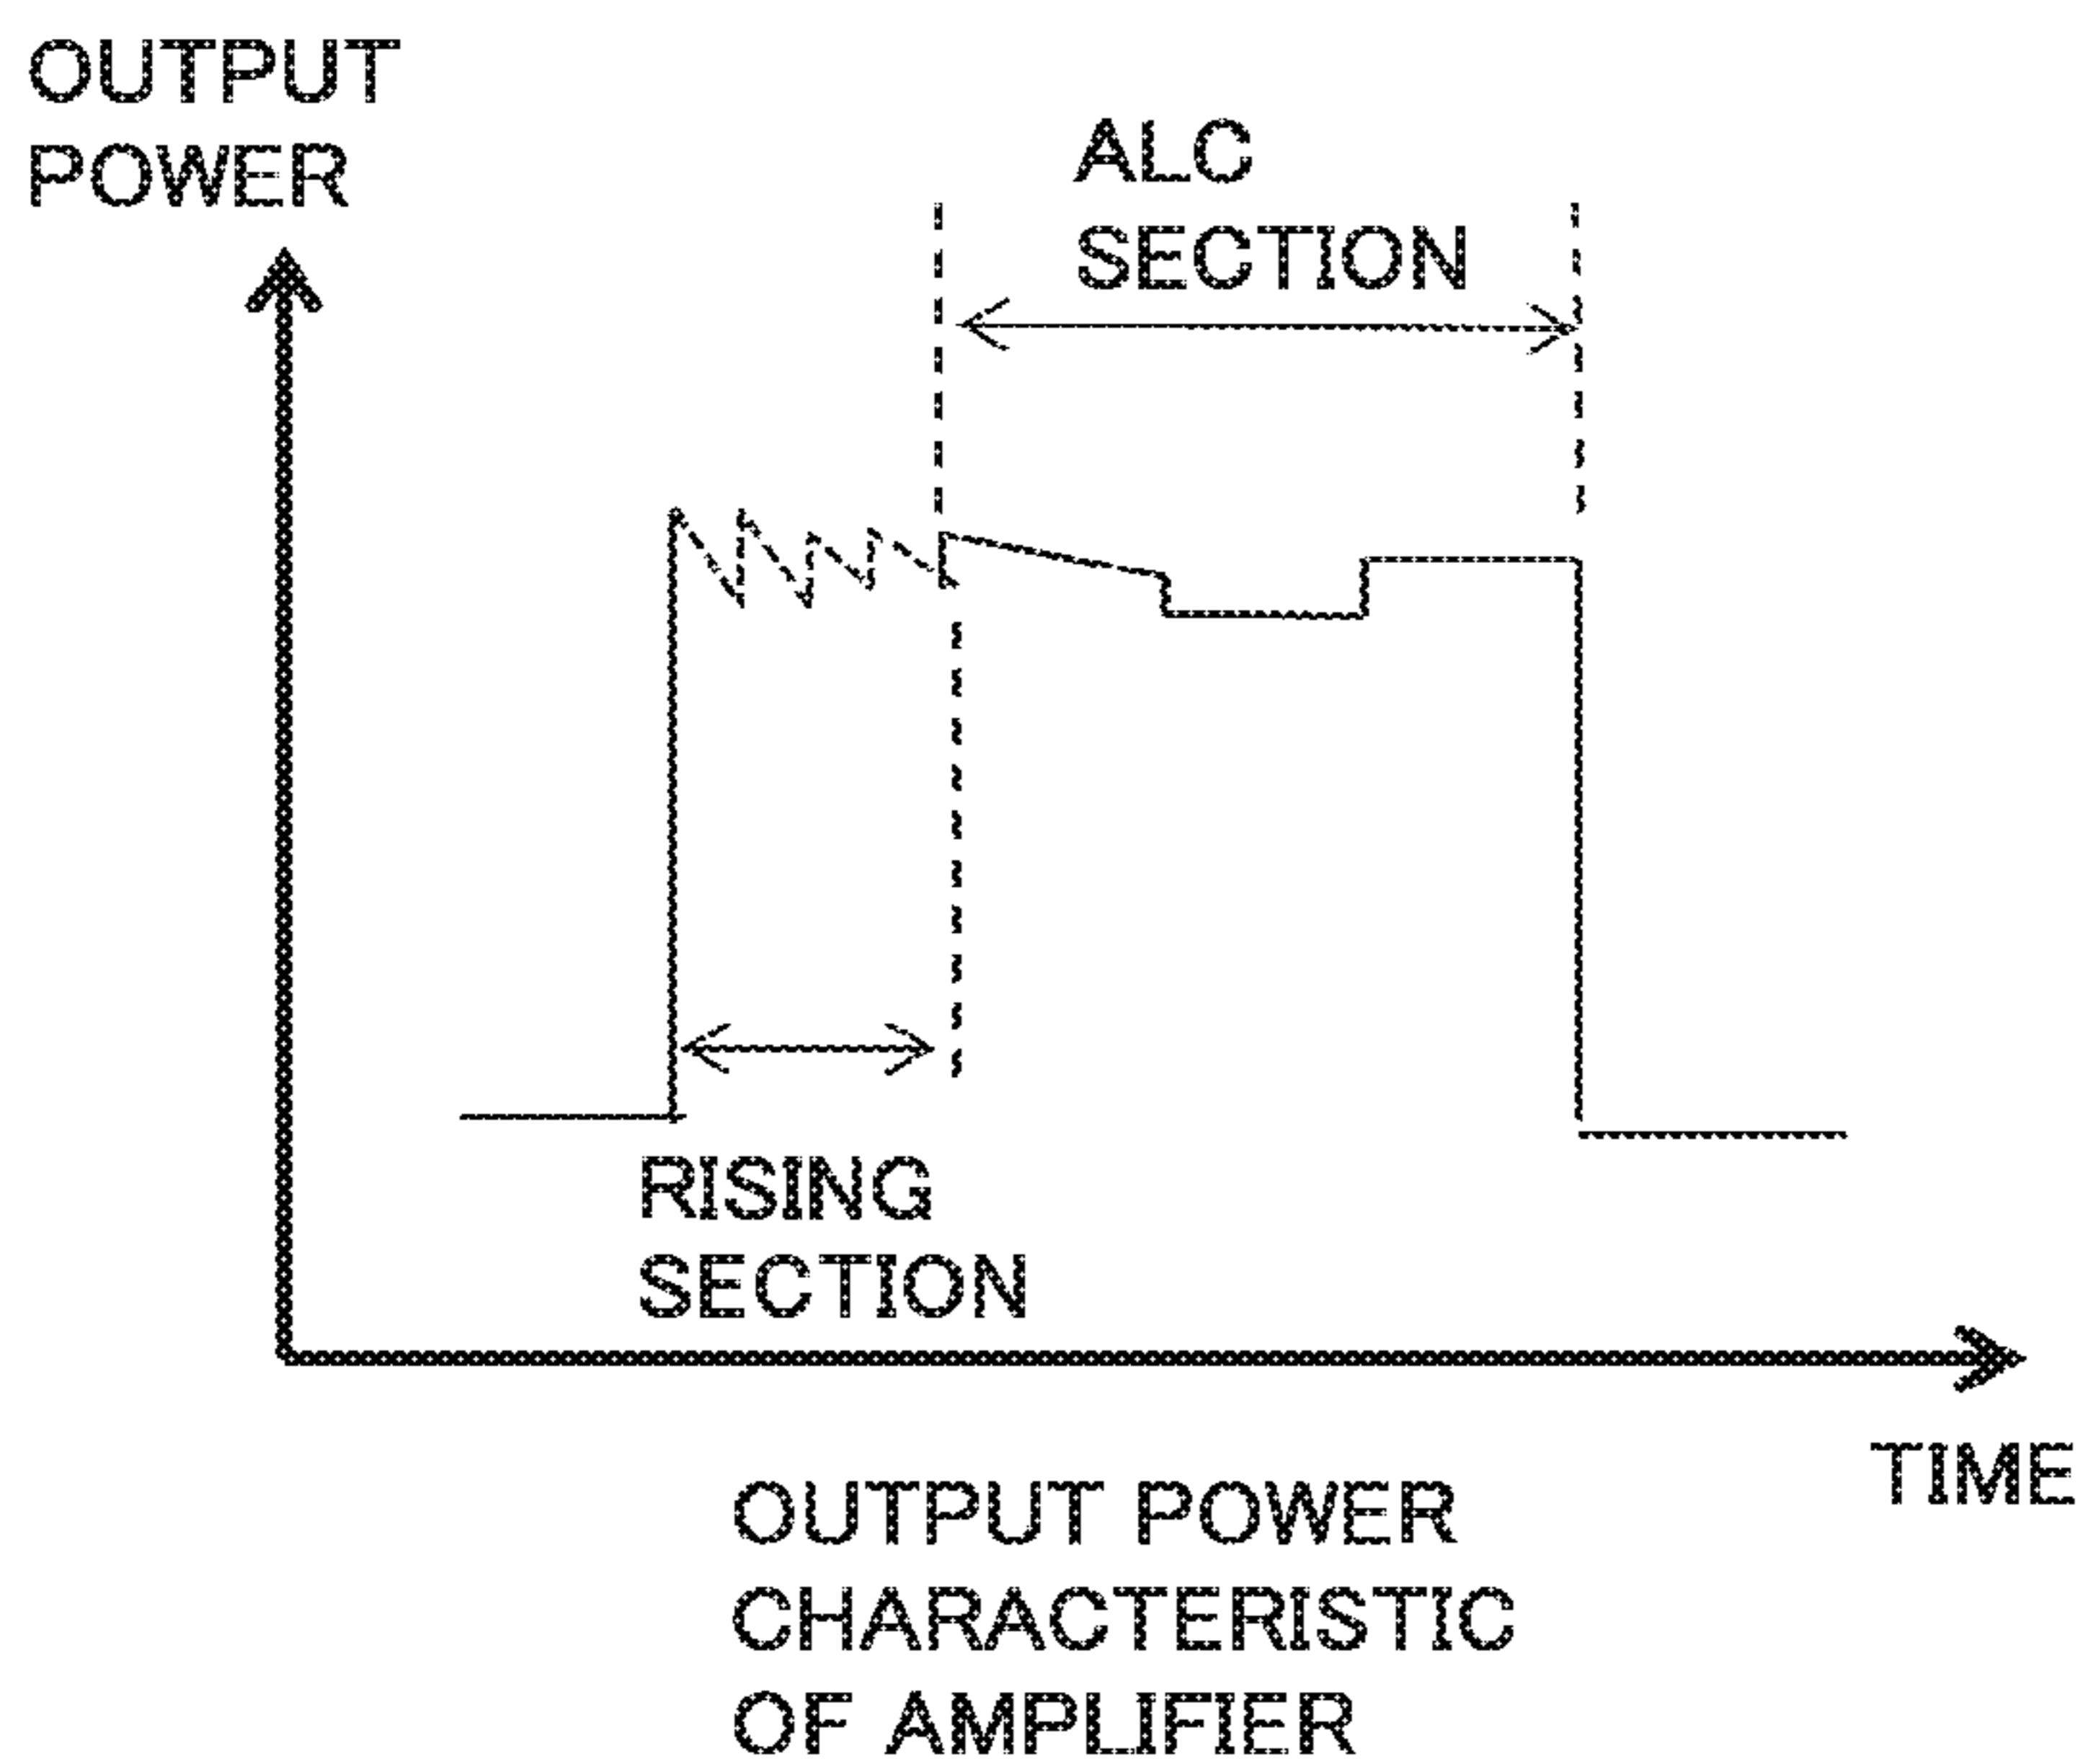 OUTPUT
POWER
ALC
SECTION
RISING
SECTION
TIME
OUTPUT POWER
CHARACTERISTIC
OF AMPLIFIER